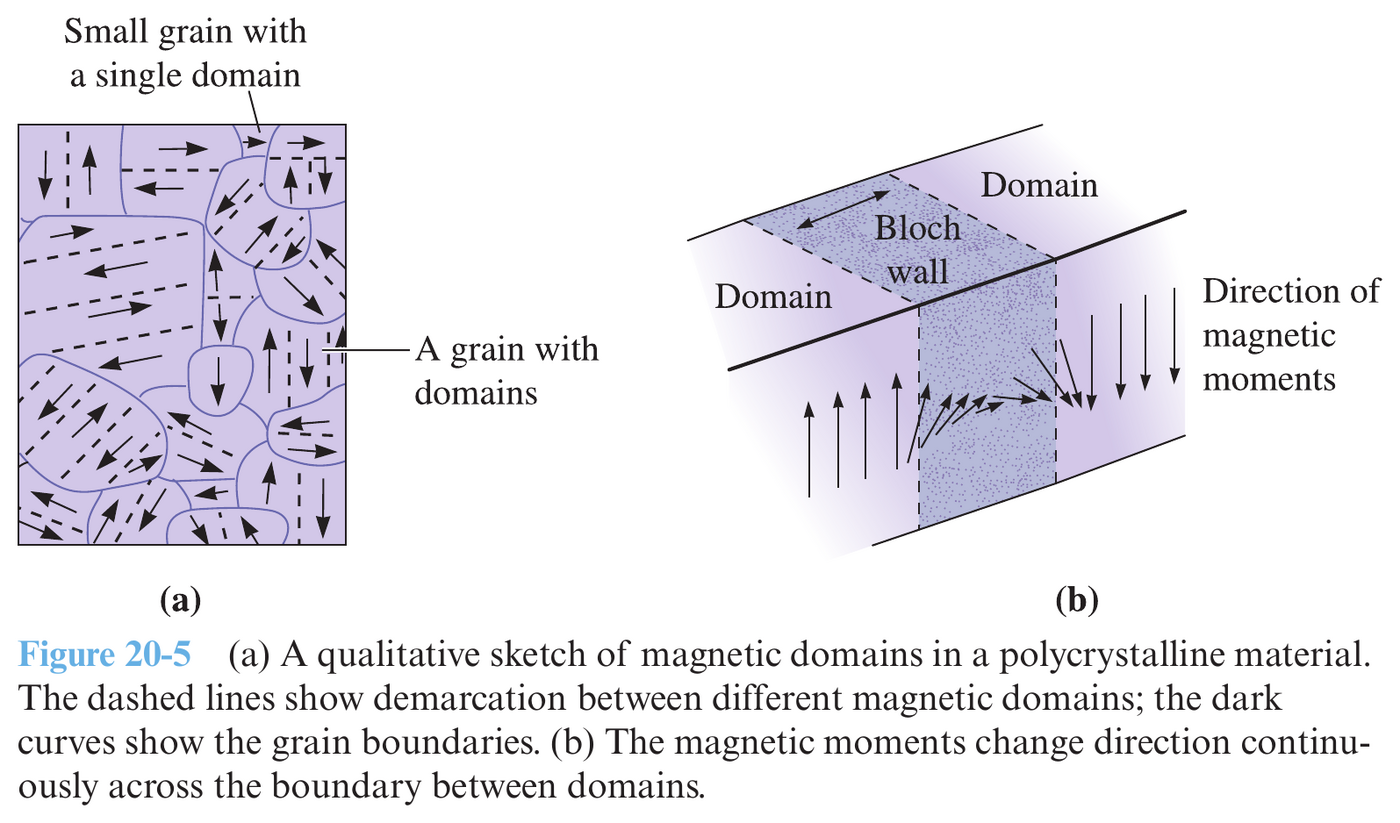 Small grain with
a single domain
A grain with
domains
(a)
Domain
Bloch
wall
Domain
Direction of
magnetic
moments
(b)
Figure 20-5 (a) A qualitative sketch of magnetic domains in a polycrystalline material.
The dashed lines show demarcation between different magnetic domains; the dark
curves show the grain boundaries. (b) The magnetic moments change direction continu-
ously across the boundary between domains.